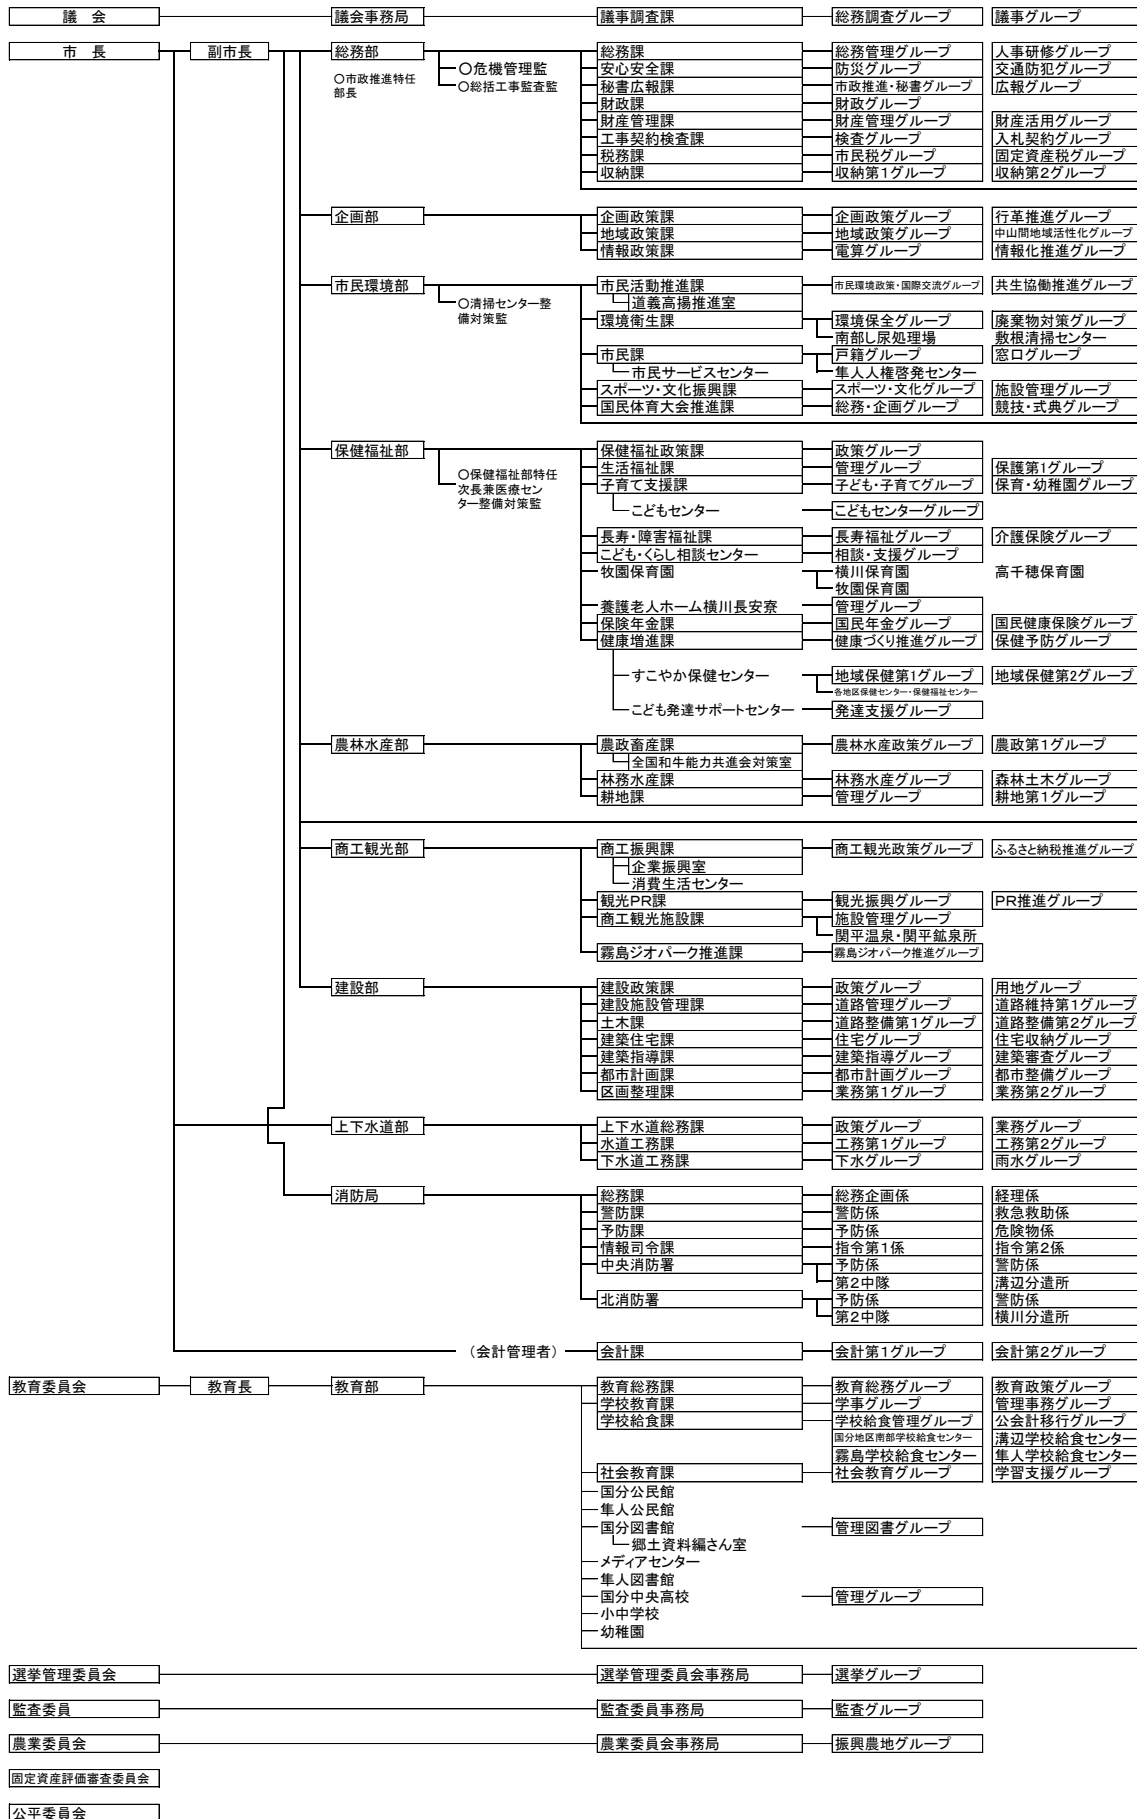 議　会 議会事務局 議事調査課 総務調査グループ 議事グループ
市　長 副市長 総務部 総務課 総務管理グループ 人事研修グループ
〇危機管理監 安心安全課 防災グループ 交通防犯グループ
〇市政推進特任部長 〇総括工事監査監 秘書広報課 市政推進・秘書グループ 広報グループ
財政課 財政グループ
財産管理課 財産管理グループ 財産活用グループ
工事契約検査課 検査グループ 入札契約グループ
税務課 市民税グループ 固定資産税グループ
収納課 収納第1グループ 収納第2グループ
企画部 企画政策課 企画政策グループ 行革推進グループ
地域政策課 地域政策グループ 中山間地域活性化グループ
情報政策課 電算グループ 情報化推進グループ
市民環境部 市民活動推進課 市民環境政策・国際交流グループ 共生協働推進グループ
〇清掃センター整備対策監 道義高揚推進室
環境衛生課 環境保全グループ 廃棄物対策グループ
南部し尿処理場 敷根清掃センター
市民課 戸籍グループ 窓口グループ
市民サービスセンター 隼人人権啓発センター
スポーツ・文化振興課 スポーツ・文化グループ 施設管理グループ
国民体育大会推進課 総務・企画グループ 競技・式典グループ
保健福祉部 保健福祉政策課 政策グループ
〇保健福祉部特任次長兼医療センター整備対策監 生活福祉課 管理グループ 保護第1グループ
子育て支援課 子ども・子育てグループ 保育・幼稚園グループ
こどもセンター こどもセンターグループ
長寿・障害福祉課 長寿福祉グループ 介護保険グループ
こども・くらし相談センター 相談・支援グループ
牧園保育園 横川保育園 高千穂保育園
牧園保育園
養護老人ホーム横川長安寮 管理グループ
保険年金課 国民年金グループ 国民健康保険グループ
健康増進課 健康づくり推進グループ 保健予防グループ
すこやか保健センター 地域保健第1グループ 地域保健第2グループ
各地区保健センター・保健福祉センター
こども発達サポートセンター 発達支援グループ
農林水産部 農政畜産課 農林水産政策グループ 農政第1グループ
全国和牛能力共進会対策室
林務水産課 林務水産グループ 森林土木グループ
耕地課 管理グループ 耕地第1グループ
商工観光部 商工振興課 商工観光政策グループ ふるさと納税推進グループ
企業振興室
消費生活センター
観光PR課 観光振興グループ PR推進グループ
商工観光施設課 施設管理グループ
関平温泉・関平鉱泉所
霧島ジオパーク推進課 霧島ジオパーク推進グループ
建設部 建設政策課 政策グループ 用地グループ
建設施設管理課 道路管理グループ 道路維持第1グループ
土木課 道路整備第1グループ 道路整備第2グループ
建築住宅課 住宅グループ 住宅収納グループ
建築指導課 建築指導グループ 建築審査グループ
都市計画課 都市計画グループ 都市整備グループ
区画整理課 業務第1グループ 業務第2グループ
上下水道部 上下水道総務課 政策グループ 業務グループ
水道工務課 工務第1グループ 工務第2グループ
下水道工務課 下水グループ 雨水グループ
消防局 総務課 総務企画係 経理係
警防課 警防係 救急救助係
予防課 予防係 危険物係
情報司令課 指令第1係 指令第2係
中央消防署 予防係 警防係
第2中隊 溝辺分遣所
北消防署 予防係 警防係
第2中隊 横川分遣所
（会計管理者） 会計課 会計第1グループ 会計第2グループ
教育委員会 教育長 教育部 教育総務課 教育総務グループ 教育政策グループ
学校教育課 学事グループ 管理事務グループ
学校給食課 学校給食管理グループ 公会計移行グループ
国分地区南部学校給食センター 溝辺学校給食センター
霧島学校給食センター 隼人学校給食センター
社会教育課 社会教育グループ 学習支援グループ
国分公民館
隼人公民館
国分図書館 管理図書グループ
郷土資料編さん室
メディアセンター
隼人図書館
国分中央高校 管理グループ
小中学校
幼稚園
選挙管理委員会 選挙管理委員会事務局 選挙グループ
監査委員 監査委員事務局 監査グループ
農業委員会 農業委員会事務局 振興農地グループ
固定資産評価審査委員会
公平委員会